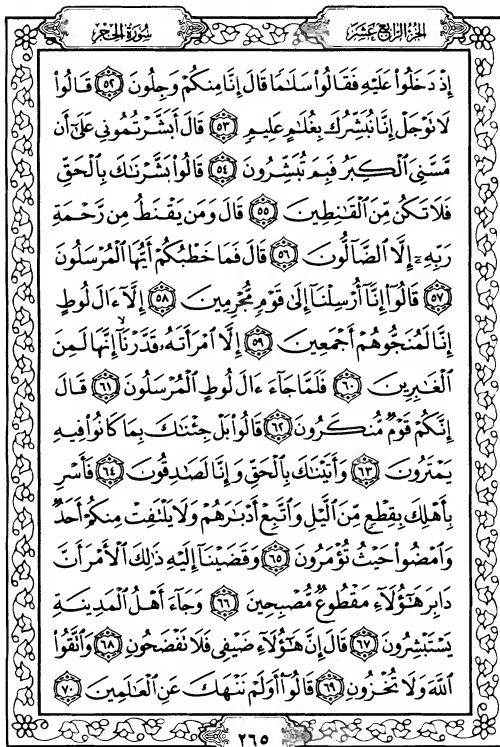 سُورَةُ الحِجْرِ
الجُزْءُ الرَّابِعَ عَشَرَ
إِذْ دَخَلُواْ عَلَيْهِ فَقَالُواْ سَلَٰمًا قَالَ إِنَّا مِنكُمْ وَجِلُونَ ٥٢ قَالُواْ
لَا تَوْجَلْ إِنَّا نُبَشِّرُكَ بِغُلَٰمٍ عَلِيمٍ ٥٣ قَالَ أَبَشَّرْتُمُونِي عَلَىٰٓ أَن
مَّسَّنِيَ ٱلْكِبَرُ فَبِمَ تُبَشِّرُونَ ٥٤ قَالُواْ بَشَّرْنَٰكَ بِٱلْحَقِّ
فَلَا تَكُن مِّنَ ٱلْقَٰنِطِينَ ٥٥ قَالَ وَمَن يَقْنَطُ مِن رَّحْمَةِ
رَبِّهِۦٓ إِلَّا ٱلضَّآلُّونَ ٥٦ قَالَ فَمَا خَطْبُكُمْ أَيُّهَا ٱلْمُرْسَلُونَ
٥٧ قَالُوٓاْ إِنَّآ أُرْسِلْنَآ إِلَىٰ قَوْمٍ مُّجْرِمِينَ ٥٨ إِلَّآ ءَالَ لُوطٍ
إِنَّا لَمُنَجُّوهُمْ أَجْمَعِينَ ٥٩ إِلَّا ٱمْرَأَتَهُۥ قَدَّرْنَآ إِنَّهَا لَمِنَ
ٱلْغَٰبِرِينَ ٦٠ فَلَمَّا جَآءَ ءَالَ لُوطٍ ٱلْمُرْسَلُونَ ٦١ قَالَ
إِنَّكُمْ قَوْمٌ مُّنكَرُونَ ٦٢ قَالُواْ بَلْ جِئْنَٰكَ بِمَا كَانُواْ فِيهِ
يَمْتَرُونَ ٦٣ وَأَتَيْنَٰكَ بِٱلْحَقِّ وَإِنَّا لَصَٰدِقُونَ ٦٤ فَأَسْرِ
بِأَهْلِكَ بِقِطْعٍ مِّنَ ٱلَّيْلِ وَٱتَّبِعْ أَدْبَٰرَهُمْ وَلَا يَلْتَفِتْ مِنكُمْ أَحَدٌ
وَٱمْضُواْ حَيْثُ تُؤْمَرُونَ ٦٥ وَقَضَيْنَآ إِلَيْهِ ذَٰلِكَ ٱلْأَمْرَ أَنَّ
دَابِرَ هَٰٓؤُلَآءِ مَقْطُوعٌ مُّصْبِحِينَ ٦٦ وَجَآءَ أَهْلُ ٱلْمَدِينَةِ
يَسْتَبْشِرُونَ ٦٧ قَالَ إِنَّ هَٰٓؤُلَآءِ ضَيْفِي فَلَا تَفْضَحُونِ ٦٨ وَٱتَّقُواْ
ٱللَّهَ وَلَا تُخْزُونِ ٦٩ قَالُوٓاْ أَوَلَمْ نَنْهَكَ عَنِ ٱلْعَٰلَمِينَ ٧٠
٢٦٥